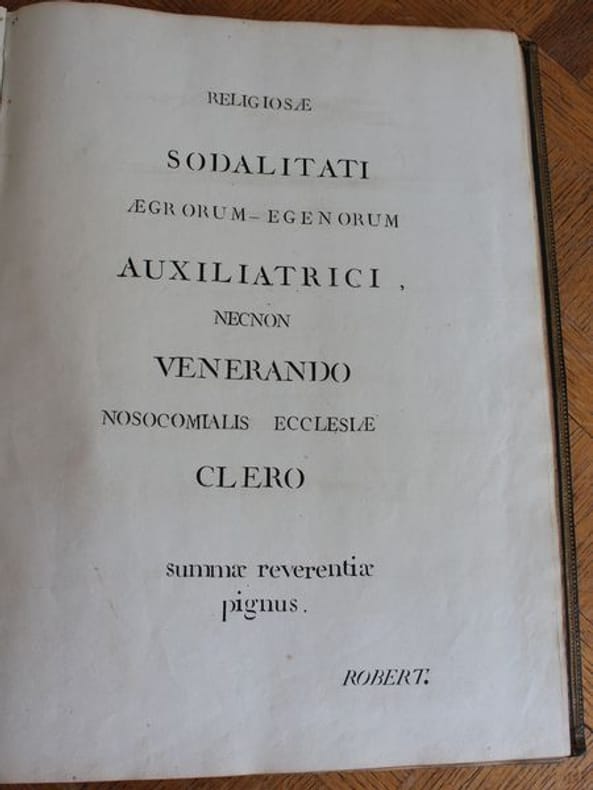 RELIGIOSÆ
SODALITATI
ÆGRORUM – EGENORUM
AUXILIATRICI ,
NECNON
VENERANDO
NOSOCOMIALIS ECCLESIÆ
CLERO
summæ reverentiæ
pignus.
ROBERT.